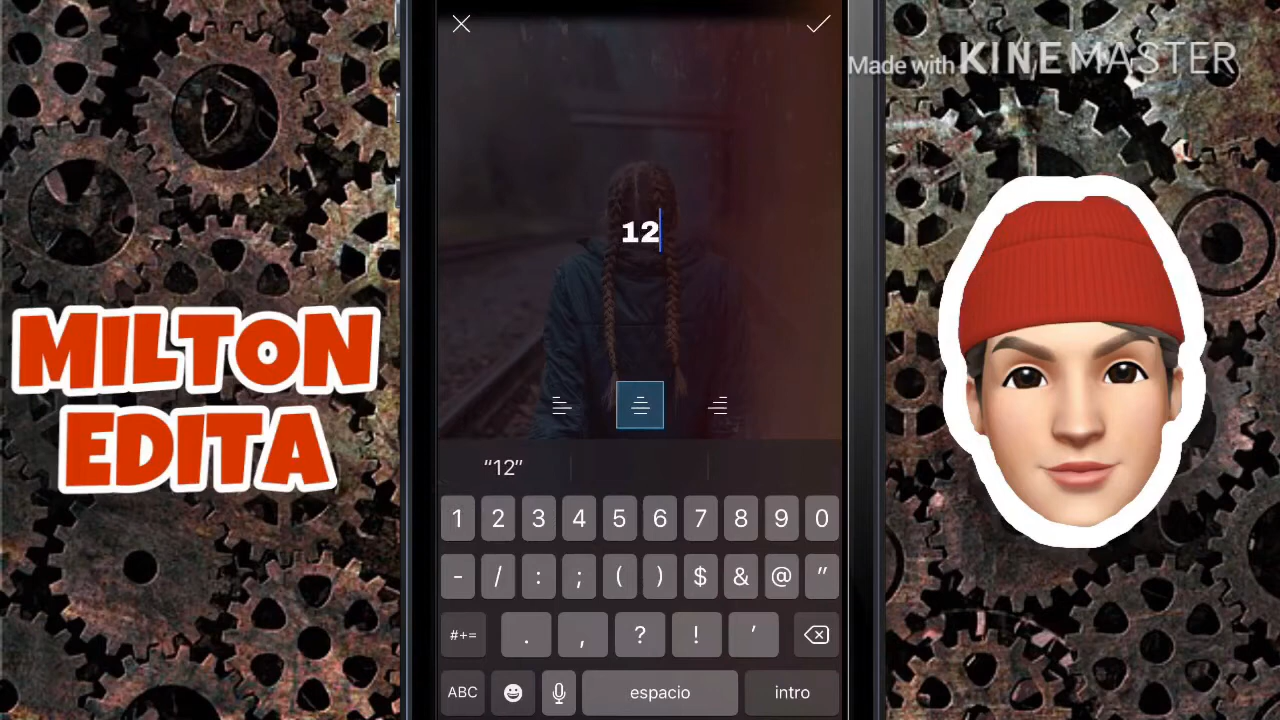 Made with KINEMASTER
12
MILTON
EDITA
“12”
1 2 3 4 5 6 7 8 9 0
- / : ; ( ) $ & @ ”
#+= . , ? ! ’
ABC espacio intro